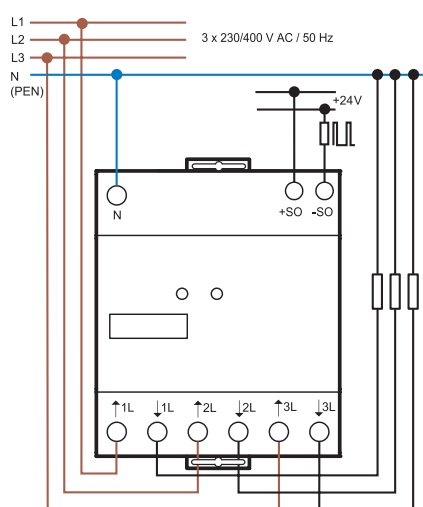 L1
L2
3 x 230/400 V AC / 50 Hz
L3
N
(PEN)
+24V
N
+SO -SO
↑1L ↓1L ↑2L ↓2L ↑3L ↓3L